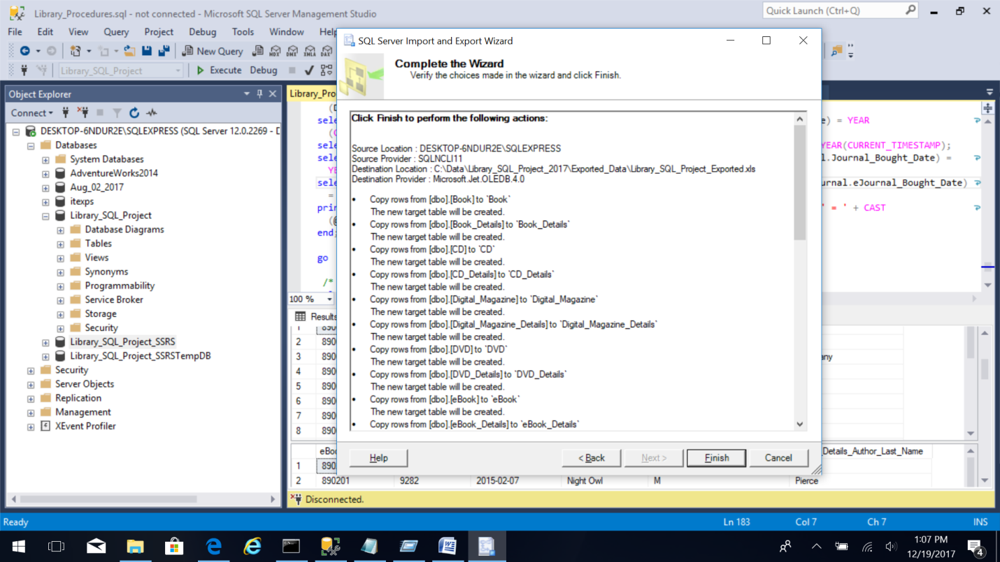 Library_Procedures.sql - not connected - Microsoft SQL Server Management Studio
Quick Launch (Ctrl+Q)
File Edit View Query Project Debug Tools Window Help
New Query
MDX DMX XMLA DAX
Library_SQL_Project
Execute Debug
Object Explorer
Connect
DESKTOP-6NDUR2E\SQLEXPRESS (SQL Server 12.0.2269 - D
Databases
System Databases
AdventureWorks2014
Aug_02_2017
itexps
Library_SQL_Project
Database Diagrams
Tables
Views
Synonyms
Programmability
Service Broker
Storage
Security
Library_SQL_Project_SSRS
Library_SQL_Project_SSRSTempDB
Security
Server Objects
Replication
Management
XEvent Profiler
Library_Pro
sele
sele
sele
YE
sele
=
prin
(@
end;
go
/*
e) = YEAR
YEAR(CURRENT_TIMESTAMP);
l.Journal_Bought_Date) =
urnal.eJournal_Bought_Date)
' = ' + CAST
100 %
Results
1 890
2 890
3 890 any
4 890
5 890
6 890
7 890
8 890
eBoo _Details_Author_Last_Name
1 890
2 890201 9282 2015-02-07 Night Owl M Pierce
Disconnected.
SQL Server Import and Export Wizard
Complete the Wizard
Verify the choices made in the wizard and click Finish.
Click Finish to perform the following actions:
Source Location : DESKTOP-6NDUR2E\SQLEXPRESS
Source Provider : SQLNCLI11
Destination Location : C:\Data\Library_SQL_Project_2017\Exported_Data\Library_SQL_Project_Exported.xls
Destination Provider : Microsoft.Jet.OLEDB.4.0
• Copy rows from [dbo].[Book] to `Book`
The new target table will be created.
• Copy rows from [dbo].[Book_Details] to `Book_Details`
The new target table will be created.
• Copy rows from [dbo].[CD] to `CD`
The new target table will be created.
• Copy rows from [dbo].[CD_Details] to `CD_Details`
The new target table will be created.
• Copy rows from [dbo].[Digital_Magazine] to `Digital_Magazine`
The new target table will be created.
• Copy rows from [dbo].[Digital_Magazine_Details] to `Digital_Magazine_Details`
The new target table will be created.
• Copy rows from [dbo].[DVD] to `DVD`
The new target table will be created.
• Copy rows from [dbo].[DVD_Details] to `DVD_Details`
The new target table will be created.
• Copy rows from [dbo].[eBook] to `eBook`
The new target table will be created.
• Copy rows from [dbo].[eBook_Details] to `eBook_Details`
Help < Back Next > Finish Cancel
Ready Ln 183 Col 7 Ch 7 INS
1:07 PM
12/19/2017
4